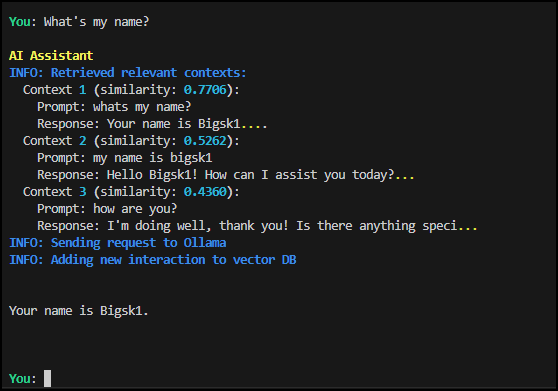 You: What's my name?
AI Assistant
INFO: Retrieved relevant contexts:
Context 1 (similarity: 0.7706):
Prompt: whats my name?
Response: Your name is Bigsk1....
Context 2 (similarity: 0.5262):
Prompt: my name is bigsk1
Response: Hello Bigsk1! How can I assist you today?...
Context 3 (similarity: 0.4360):
Prompt: how are you?
Response: I'm doing well, thank you! Is there anything speci...
INFO: Sending request to Ollama
INFO: Adding new interaction to vector DB
Your name is Bigsk1.
You: